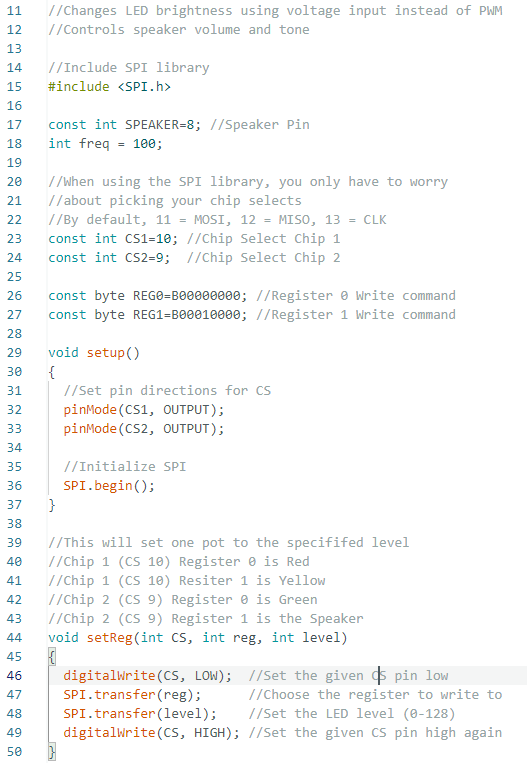 11 //Changes LED brightness using voltage input instead of PWM
12 //Controls speaker volume and tone
13
14 //Include SPI library
15 #include <SPI.h>
16
17 const int SPEAKER=8; //Speaker Pin
18 int freq = 100;
19
20 //When using the SPI library, you only have to worry
21 //about picking your chip selects
22 //By default, 11 = MOSI, 12 = MISO, 13 = CLK
23 const int CS1=10; //Chip Select Chip 1
24 const int CS2=9;  //Chip Select Chip 2
25
26 const byte REG0=B00000000; //Register 0 Write command
27 const byte REG1=B00010000; //Register 1 Write command
28
29 void setup()
30 {
31   //Set pin directions for CS
32   pinMode(CS1, OUTPUT);
33   pinMode(CS2, OUTPUT);
34
35   //Initialize SPI
36   SPI.begin();
37 }
38
39 //This will set one pot to the specififed level
40 //Chip 1 (CS 10) Register 0 is Red
41 //Chip 1 (CS 10) Resiter 1 is Yellow
42 //Chip 2 (CS 9) Register 0 is Green
43 //Chip 2 (CS 9) Register 1 is the Speaker
44 void setReg(int CS, int reg, int level)
45 {
46   digitalWrite(CS, LOW);  //Set the given CS pin low
47   SPI.transfer(reg);      //Choose the register to write to
48   SPI.transfer(level);    //Set the LED level (0-128)
49   digitalWrite(CS, HIGH); //Set the given CS pin high again
50 }